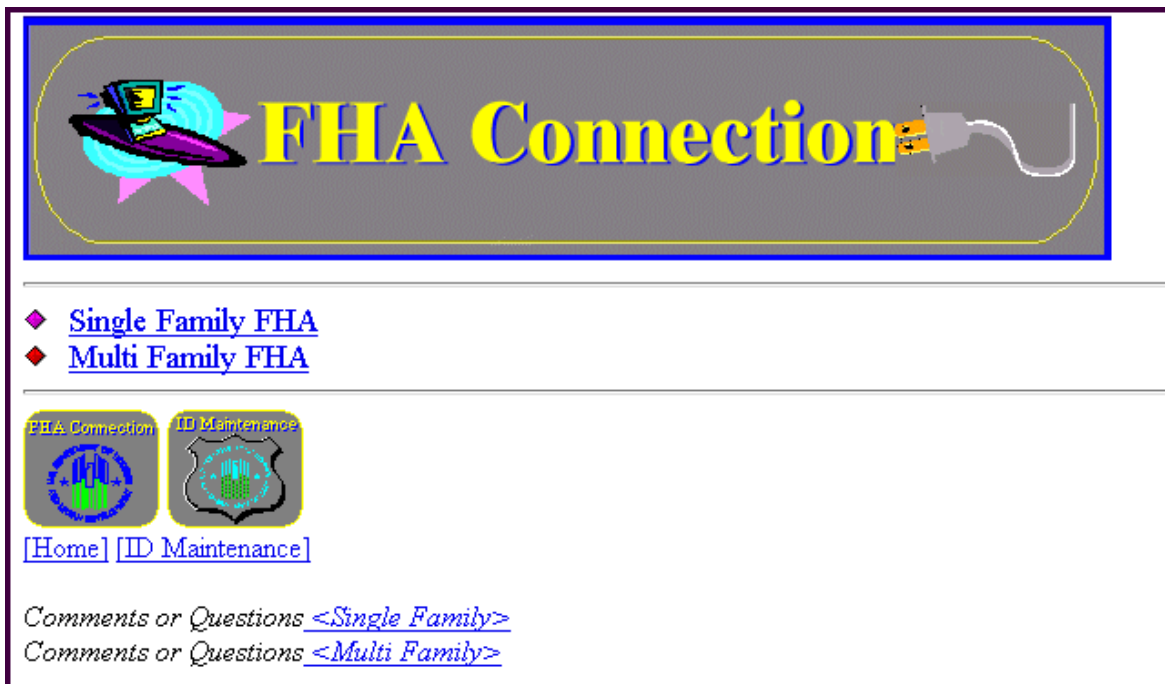 FHA Connection
Single Family FHA
Multi Family FHA
FHA Connection ID Maintenance
[Home] [ID Maintenance]
Comments or Questions <Single Family>
Comments or Questions <Multi Family>